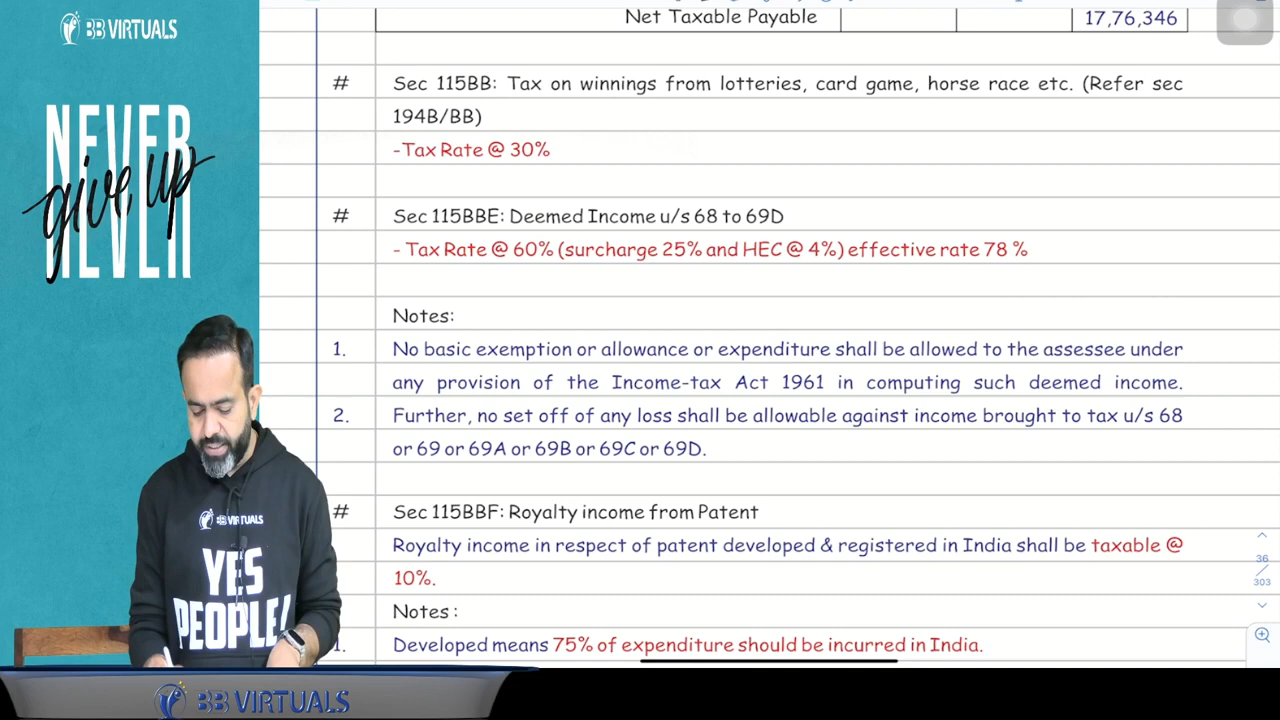 BB VIRTUALS
NEVER
give up
NEVER
BB VIRTUALS
YES
PEOPLE!
BB VIRTUALS
Net Taxable Payable 17,76,346
# Sec 115BB: Tax on winnings from lotteries, card game, horse race etc. (Refer sec
194B/BB)
-Tax Rate @ 30%
# Sec 115BBE: Deemed Income u/s 68 to 69D
- Tax Rate @ 60% (surcharge 25% and HEC @ 4%) effective rate 78 %
Notes:
1. No basic exemption or allowance or expenditure shall be allowed to the assessee under
any provision of the Income-tax Act 1961 in computing such deemed income.
2. Further, no set off of any loss shall be allowable against income brought to tax u/s 68
or 69 or 69A or 69B or 69C or 69D.
# Sec 115BBF: Royalty income from Patent
Royalty income in respect of patent developed & registered in India shall be taxable @
10%.
Notes :
1. Developed means 75% of expenditure should be incurred in India.
36
303